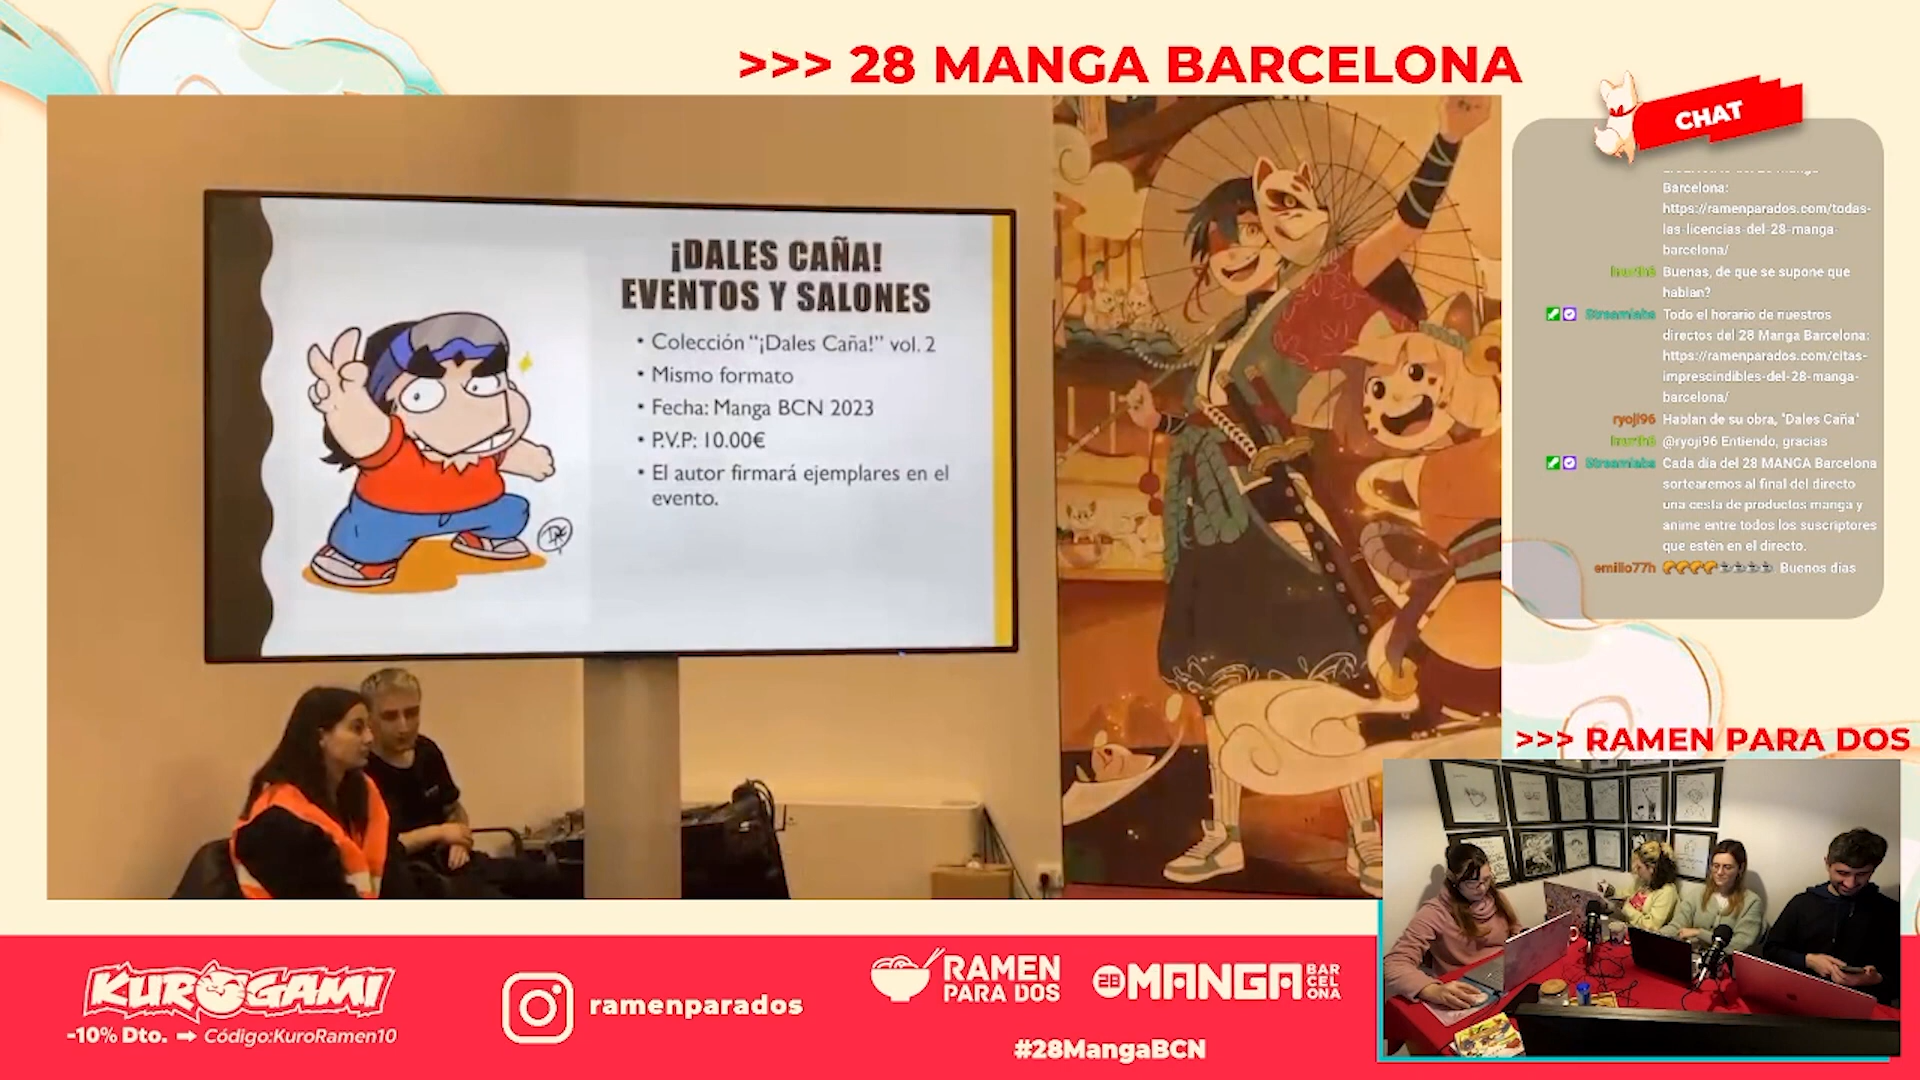 >>> 28 MANGA BARCELONA
¡DALES CAÑA!
EVENTOS Y SALONES
• Colección "¡Dales Caña!" vol. 2
• Mismo formato
• Fecha: Manga BCN 2023
• P.V.P: 10.00€
• El autor firmará ejemplares en el
evento.
CHAT
Barcelona:
https://ramenparados.com/todas-
las-licencias-del-28-manga-
barcelona/
Buenas, de que se supone que
hablan?
Streamlabs Todo el horario de nuestros
directos del 28 Manga Barcelona:
https://ramenparados.com/citas-
imprescindibles-del-28-manga-
barcelona/
ryoji96 Hablan de su obra, "Dales Caña"
@ryoji96 Entiendo, gracias
Streamlabs Cada día del 28 MANGA Barcelona
sortearemos al final del directo
una cesta de productos manga y
anime entre todos los suscriptores
que estén en el directo.
emilio77h Buenos dias
>>> RAMEN PARA DOS
KUROGAMI
-10% Dto. ➡ Código:KuroRamen10
ramenparados
RAMEN
PARA DOS
28 MANGA BAR
CEL
ONA
#28MangaBCN